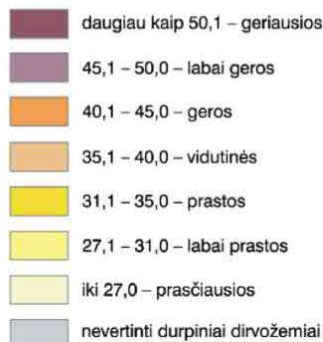 daugiau kaip 50,1 – geriausios
45,1 – 50,0 – labai geros
40,1 – 45,0 – geros
35,1 – 40,0 – vidutinės
31,1 – 35,0 – prastos
27,1 – 31,0 – labai prastos
iki 27,0 – prasčiausios
nevertinti durpiniai dirvožemiai